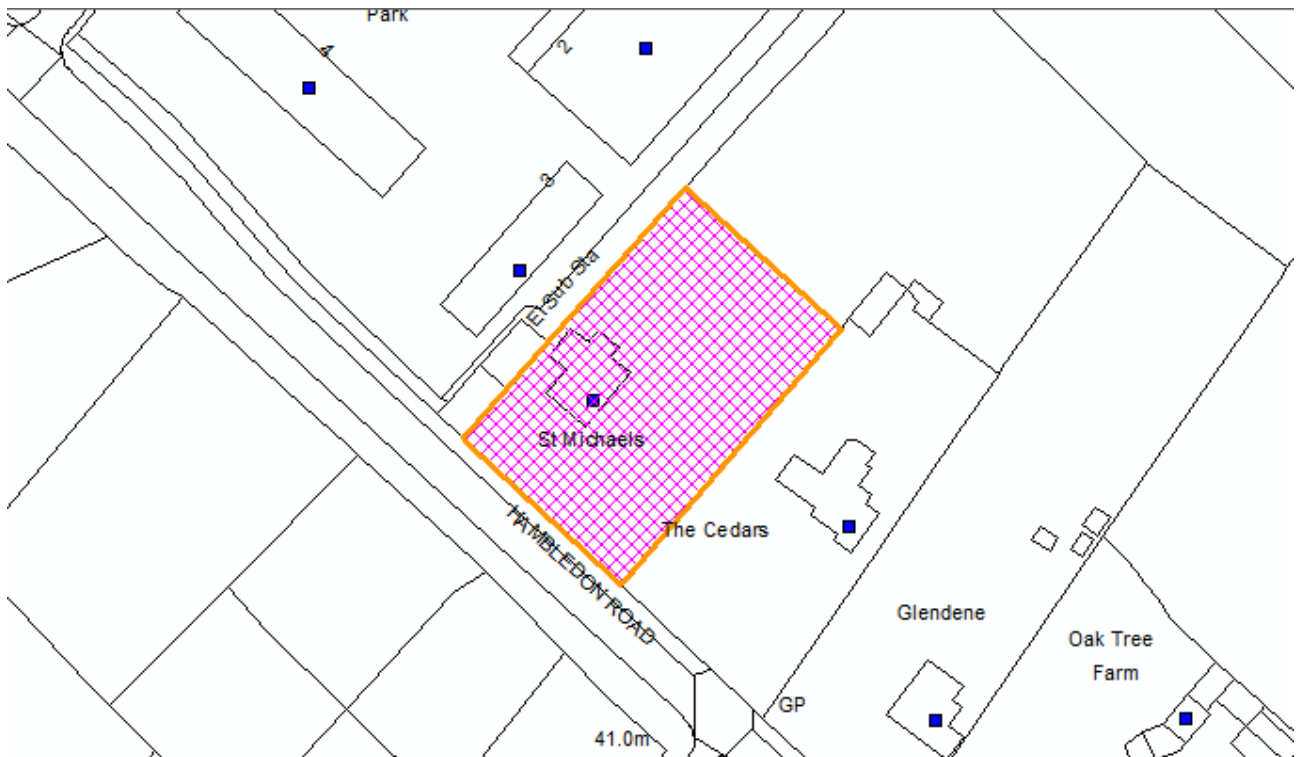 Park
4
2
3
El Sub Sta
St Michaels
HAMBLEDON ROAD
The Cedars
Glendene
Oak Tree
Farm
GP
41.0m